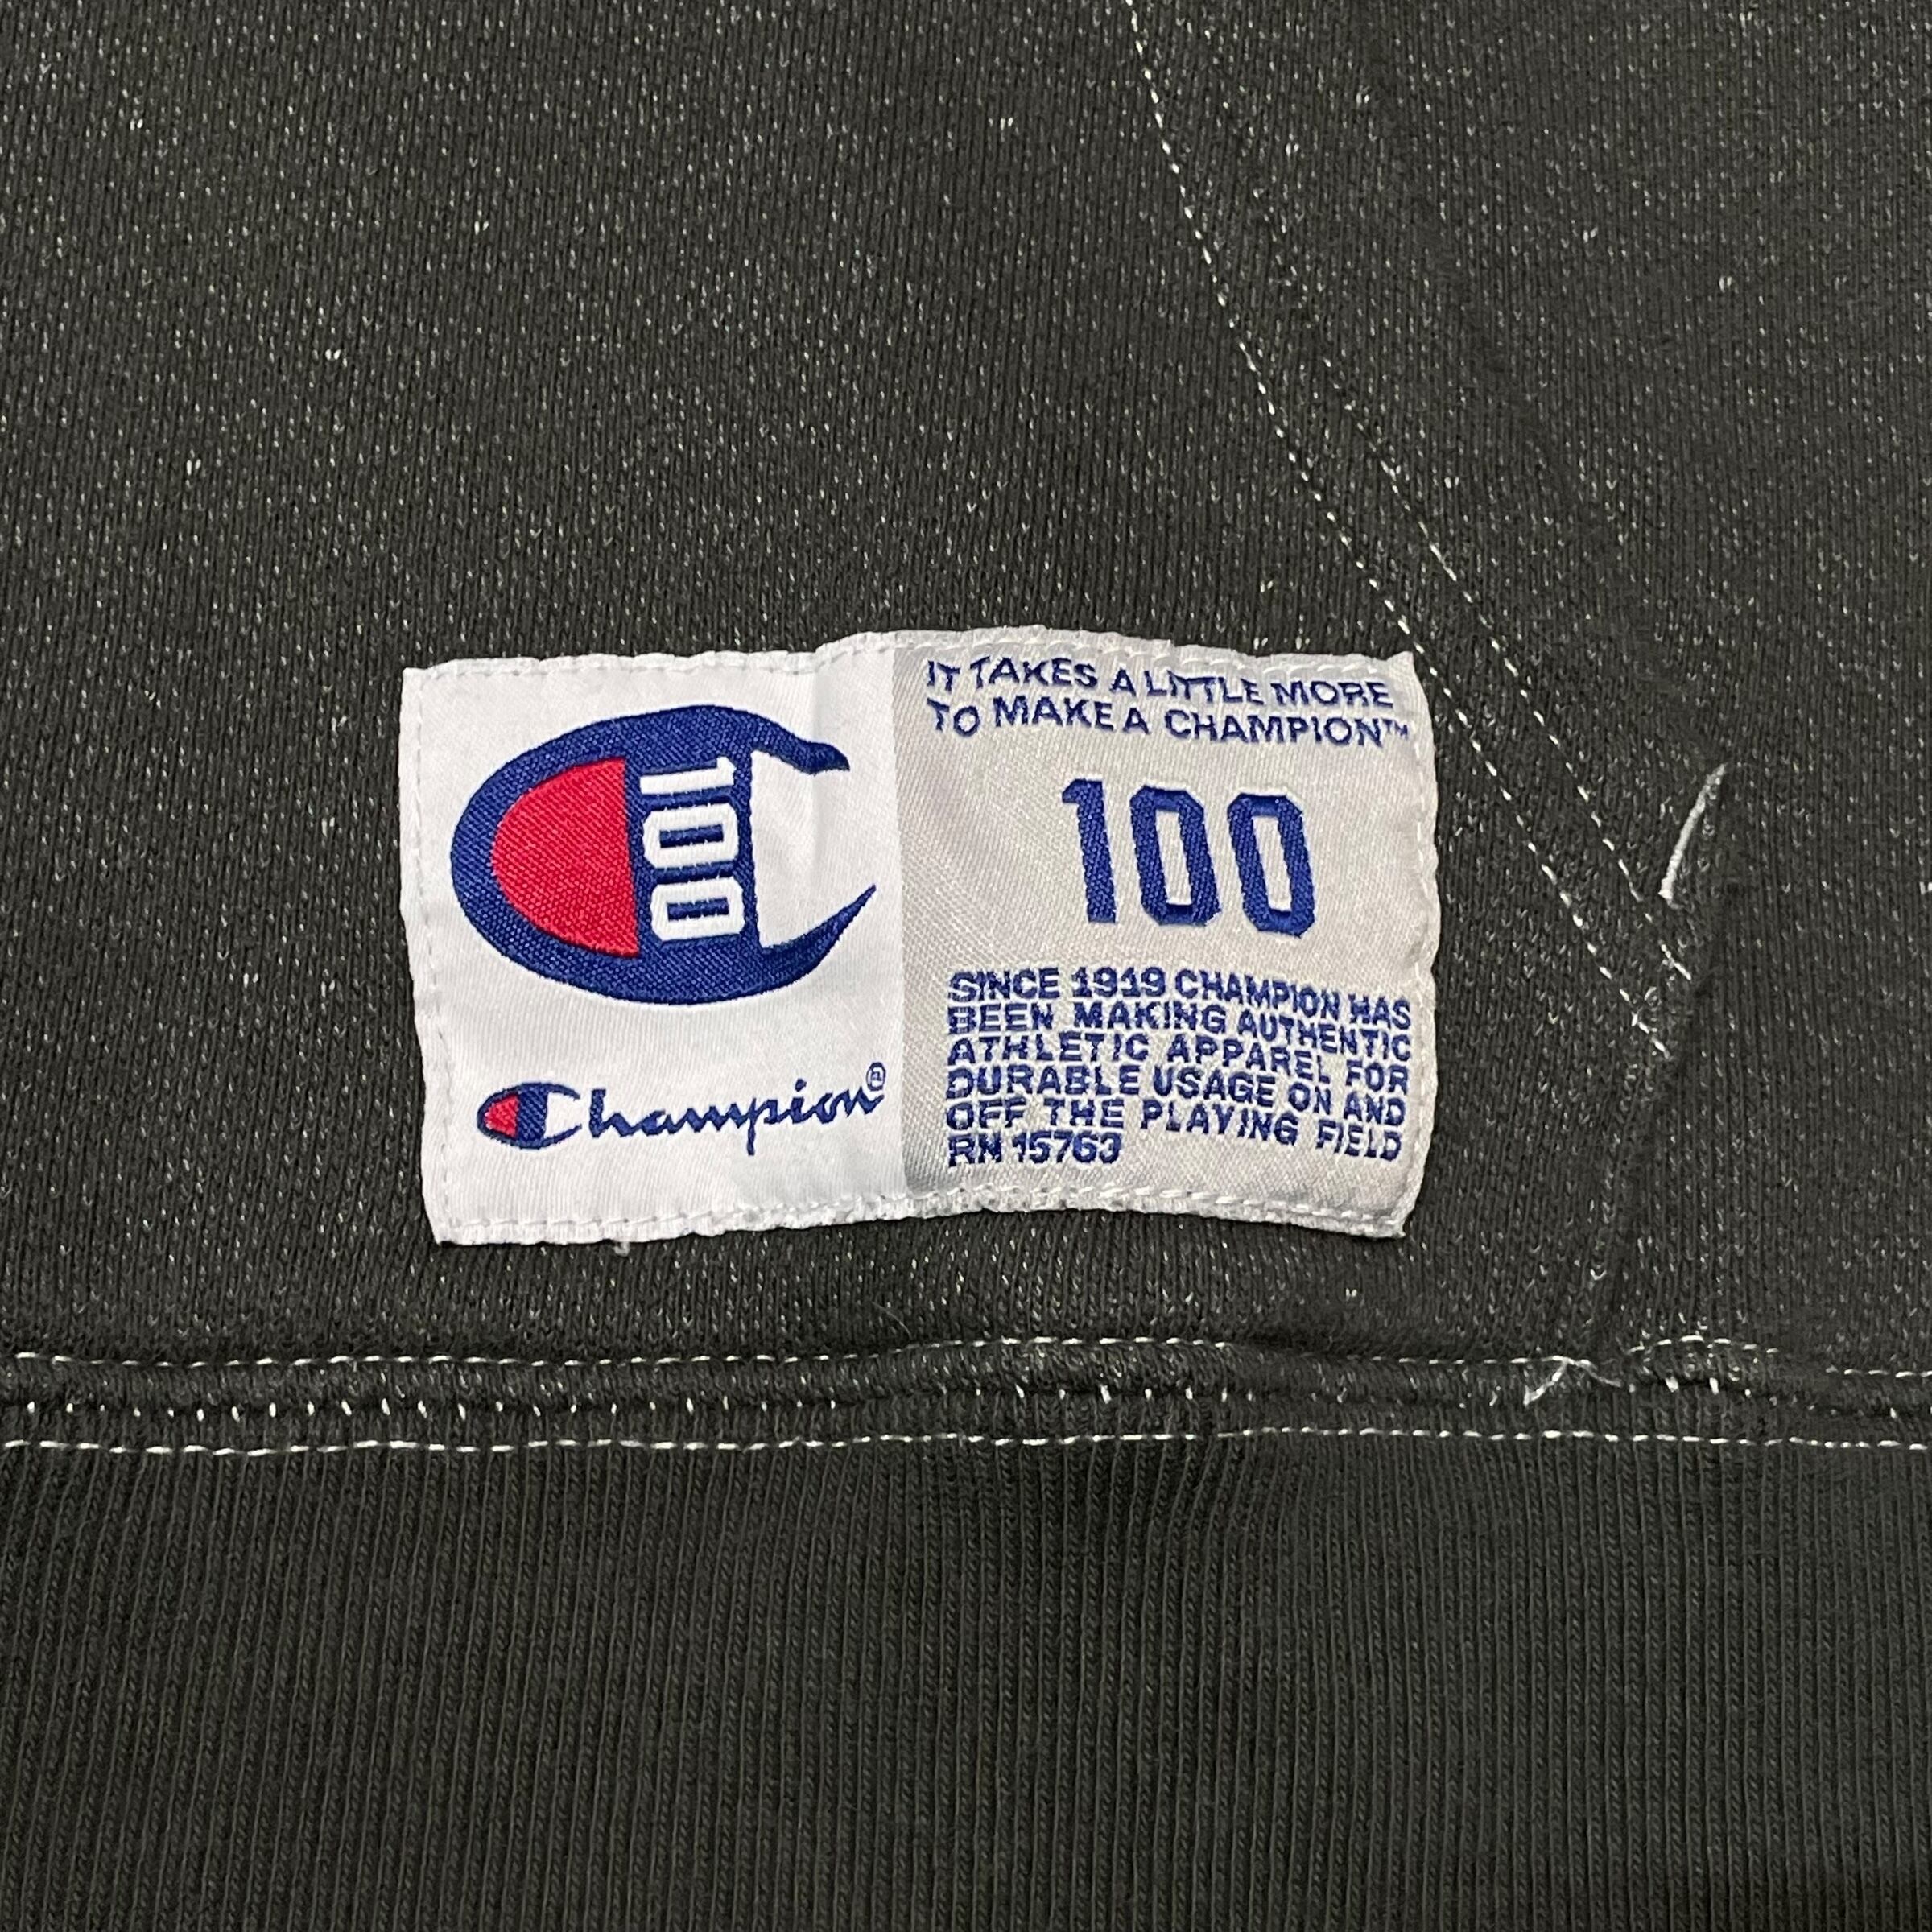 100
Champion®
IT TAKES A LITTLE MORE
TO MAKE A CHAMPION™
100
SINCE 1919 CHAMPION HAS
BEEN MAKING AUTHENTIC
ATHLETIC APPAREL FOR
DURABLE USAGE ON AND
OFF THE PLAYING FIELD
RN 15763